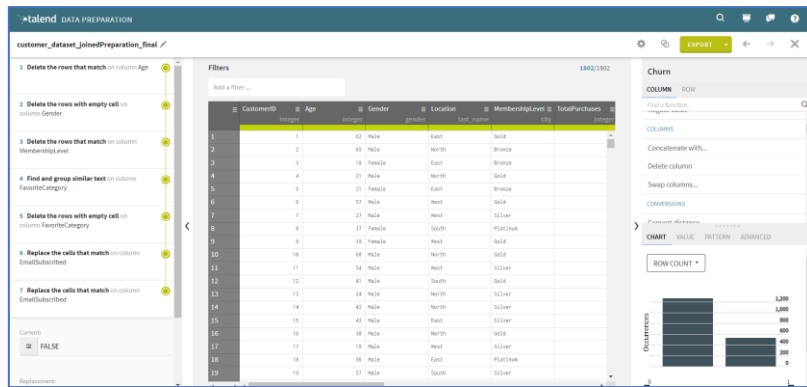 talend DATA PREPARATION
customer_dataset_joinedPreparation_final
EXPORT
1 Delete the rows that match on column Age
2 Delete the rows with empty cell on
column Gender
3 Delete the rows that match on column
MembershipLevel
4 Find and group similar text on column
FavoriteCategory
5 Delete the rows with empty cell on
column FavoriteCategory
6 Replace the cells that match on column
EmailSubscribed
7 Replace the cells that match on column
EmailSubscribed
Current:
FALSE
Replacement:
Filters
1802/1802
Add a filter ...
CustomerID Age Gender Location MembershipLevel TotalPurchases
integer integer gender last_name city integer
1 1 62 Male East Gold
2 2 65 Male North Bronze
3 3 18 Female East Bronze
4 4 21 Male North Gold
5 5 21 Female East Bronze
6 6 57 Male West Gold
7 7 27 Male West Silver
8 8 37 Female South Platinum
9 9 39 Female West Gold
10 10 68 Male North Gold
11 11 54 Male West Silver
12 12 41 Male South Gold
13 13 24 Male North Silver
14 14 42 Male North Silver
15 15 42 Male East Silver
16 16 30 Male North Gold
17 17 19 Male West Silver
18 18 56 Male East Platinum
19 19 57 Male South Silver
Churn
COLUMN ROW
Find a function...
COLUMNS
Concatenate with...
Delete column
Swap columns...
CONVERSIONS
Convert distance
CHART VALUE PATTERN ADVANCED
ROW COUNT
Occurrences
1,200
1,000
800
600
400
200
0
0 1